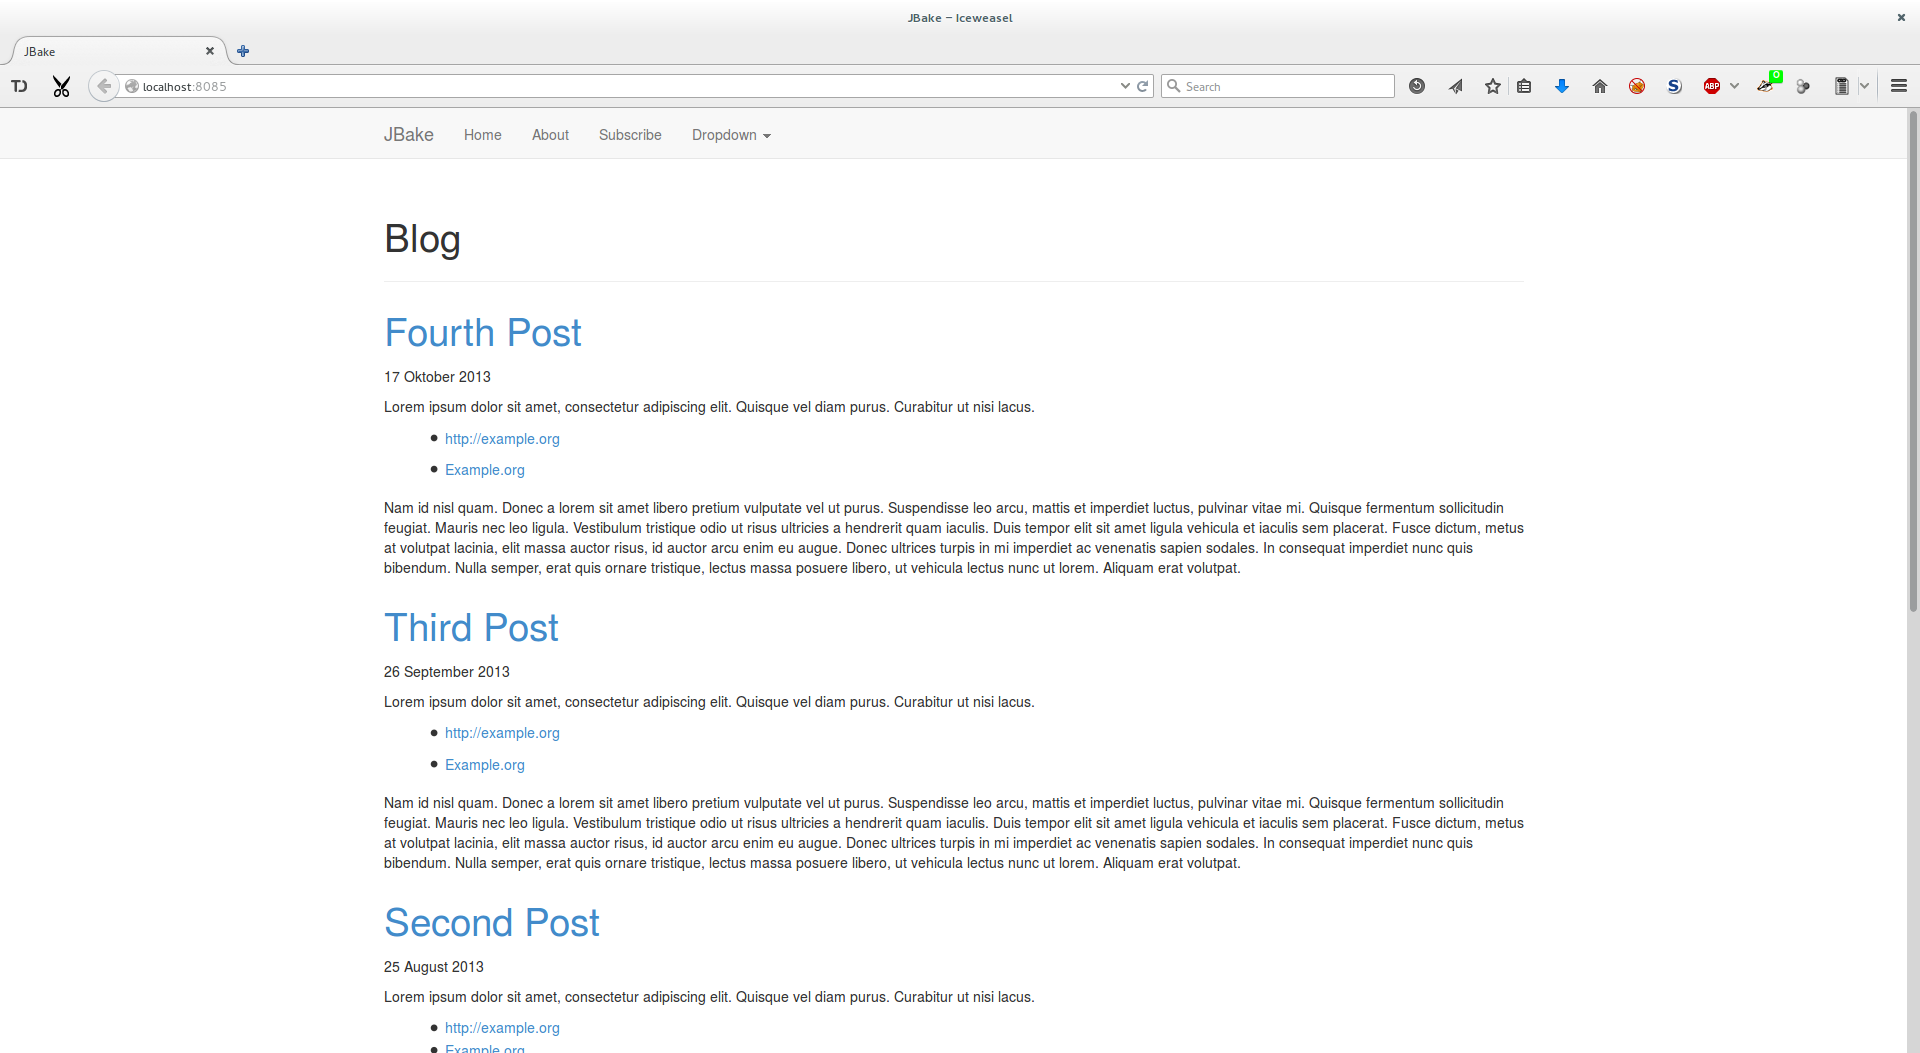 JBake – Iceweasel
JBake
localhost:8085
Search
ABP
0
JBake Home About Subscribe Dropdown
Blog
Fourth Post
17 Oktober 2013
Lorem ipsum dolor sit amet, consectetur adipiscing elit. Quisque vel diam purus. Curabitur ut nisi lacus.
http://example.org
Example.org
Nam id nisl quam. Donec a lorem sit amet libero pretium vulputate vel ut purus. Suspendisse leo arcu, mattis et imperdiet luctus, pulvinar vitae mi. Quisque fermentum sollicitudin
feugiat. Mauris nec leo ligula. Vestibulum tristique odio ut risus ultricies a hendrerit quam iaculis. Duis tempor elit sit amet ligula vehicula et iaculis sem placerat. Fusce dictum, metus
at volutpat lacinia, elit massa auctor risus, id auctor arcu enim eu augue. Donec ultrices turpis in mi imperdiet ac venenatis sapien sodales. In consequat imperdiet nunc quis
bibendum. Nulla semper, erat quis ornare tristique, lectus massa posuere libero, ut vehicula lectus nunc ut lorem. Aliquam erat volutpat.
Third Post
26 September 2013
Lorem ipsum dolor sit amet, consectetur adipiscing elit. Quisque vel diam purus. Curabitur ut nisi lacus.
http://example.org
Example.org
Nam id nisl quam. Donec a lorem sit amet libero pretium vulputate vel ut purus. Suspendisse leo arcu, mattis et imperdiet luctus, pulvinar vitae mi. Quisque fermentum sollicitudin
feugiat. Mauris nec leo ligula. Vestibulum tristique odio ut risus ultricies a hendrerit quam iaculis. Duis tempor elit sit amet ligula vehicula et iaculis sem placerat. Fusce dictum, metus
at volutpat lacinia, elit massa auctor risus, id auctor arcu enim eu augue. Donec ultrices turpis in mi imperdiet ac venenatis sapien sodales. In consequat imperdiet nunc quis
bibendum. Nulla semper, erat quis ornare tristique, lectus massa posuere libero, ut vehicula lectus nunc ut lorem. Aliquam erat volutpat.
Second Post
25 August 2013
Lorem ipsum dolor sit amet, consectetur adipiscing elit. Quisque vel diam purus. Curabitur ut nisi lacus.
http://example.org
Example.org